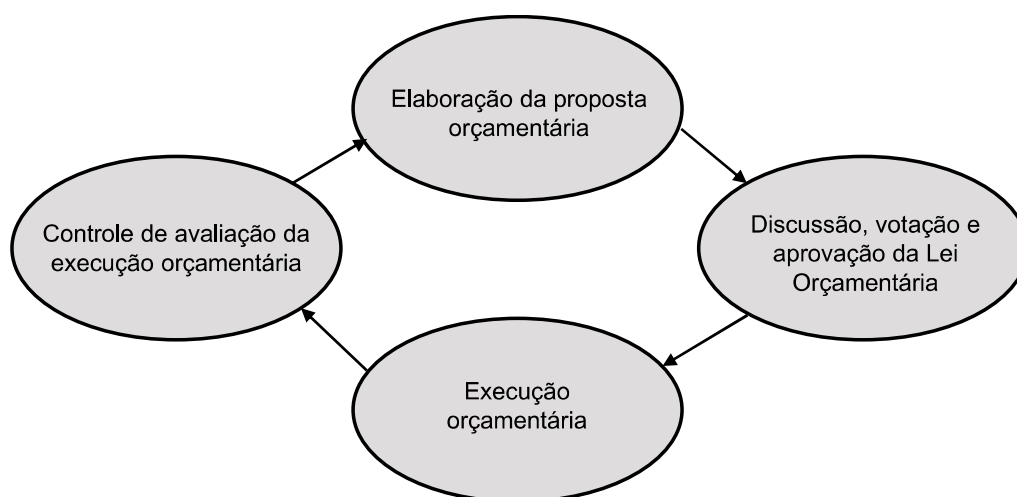 Elaboração da proposta
orçamentária
Discussão, votação e
aprovação da Lei
Orçamentária
Execução
orçamentária
Controle de avaliação da
execução orçamentária